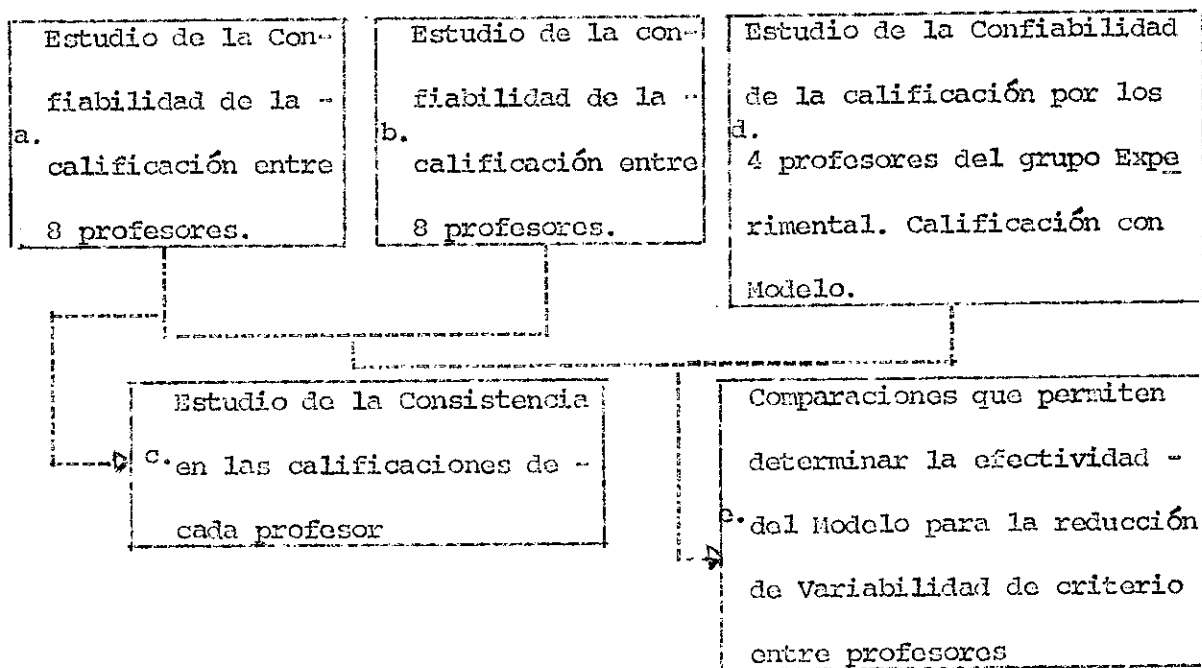 Estudio de la Con-
fiabilidad de la -
a.
calificación entre
8 profesores.
Estudio de la con-
fiabilidad de la -
b.
calificación entre
8 profesores.
Estudio de la Confiabilidad
de la calificación por los
d.
4 profesores del grupo Expe
rimental. Calificación con
Modelo.
Estudio de la Consistencia
c. en las calificaciones de -
cada profesor
Comparaciones que permiten
determinar la efectividad -
e. del Modelo para la reducción
de Variabilidad de criterio
entre profesores